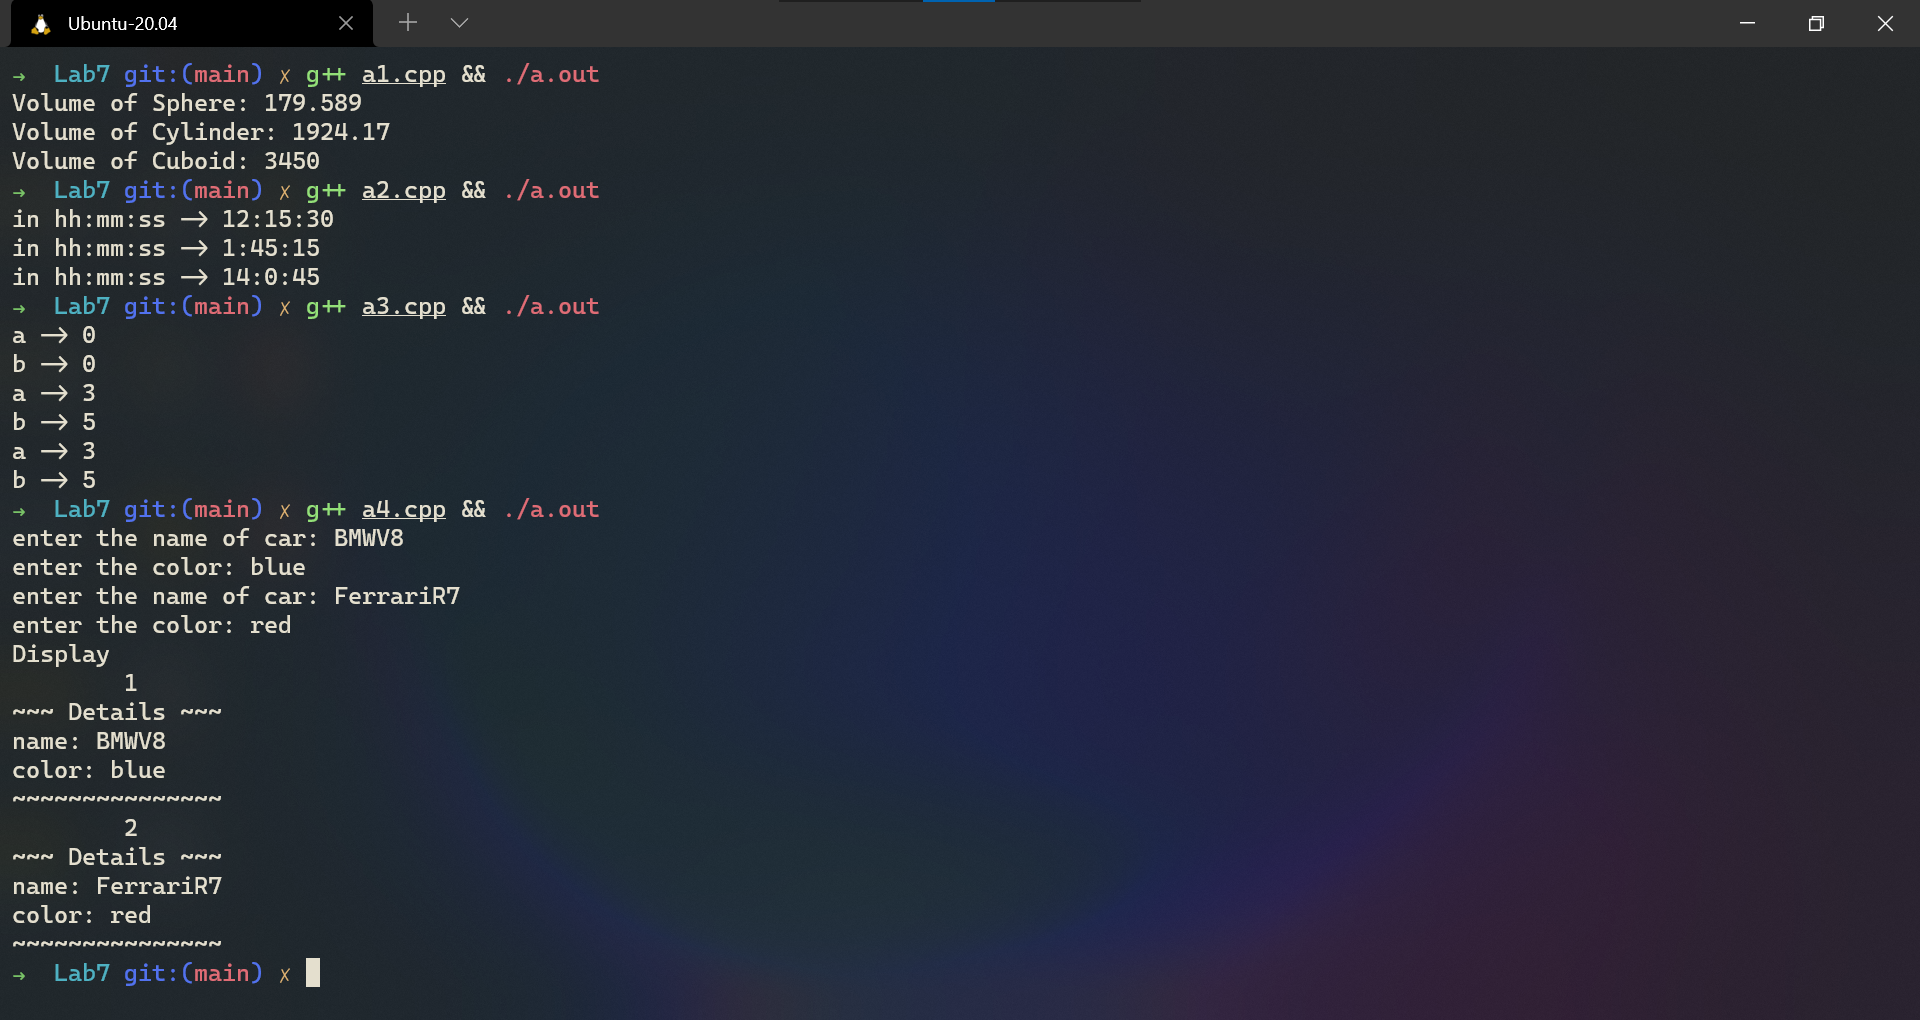 Ubuntu-20.04
→ Lab7 git:(main) ✗ g++ a1.cpp && ./a.out
Volume of Sphere: 179.589
Volume of Cylinder: 1924.17
Volume of Cuboid: 3450
→ Lab7 git:(main) ✗ g++ a2.cpp && ./a.out
in hh:mm:ss --> 12:15:30
in hh:mm:ss --> 1:45:15
in hh:mm:ss --> 14:0:45
→ Lab7 git:(main) ✗ g++ a3.cpp && ./a.out
a --> 0
b --> 0
a --> 3
b --> 5
a --> 3
b --> 5
→ Lab7 git:(main) ✗ g++ a4.cpp && ./a.out
enter the name of car: BMWV8
enter the color: blue
enter the name of car: FerrariR7
enter the color: red
Display
1
~~~ Details ~~~
name: BMWV8
color: blue
~~~~~~~~~~~~~~~
2
~~~ Details ~~~
name: FerrariR7
color: red
~~~~~~~~~~~~~~~
→ Lab7 git:(main) ✗